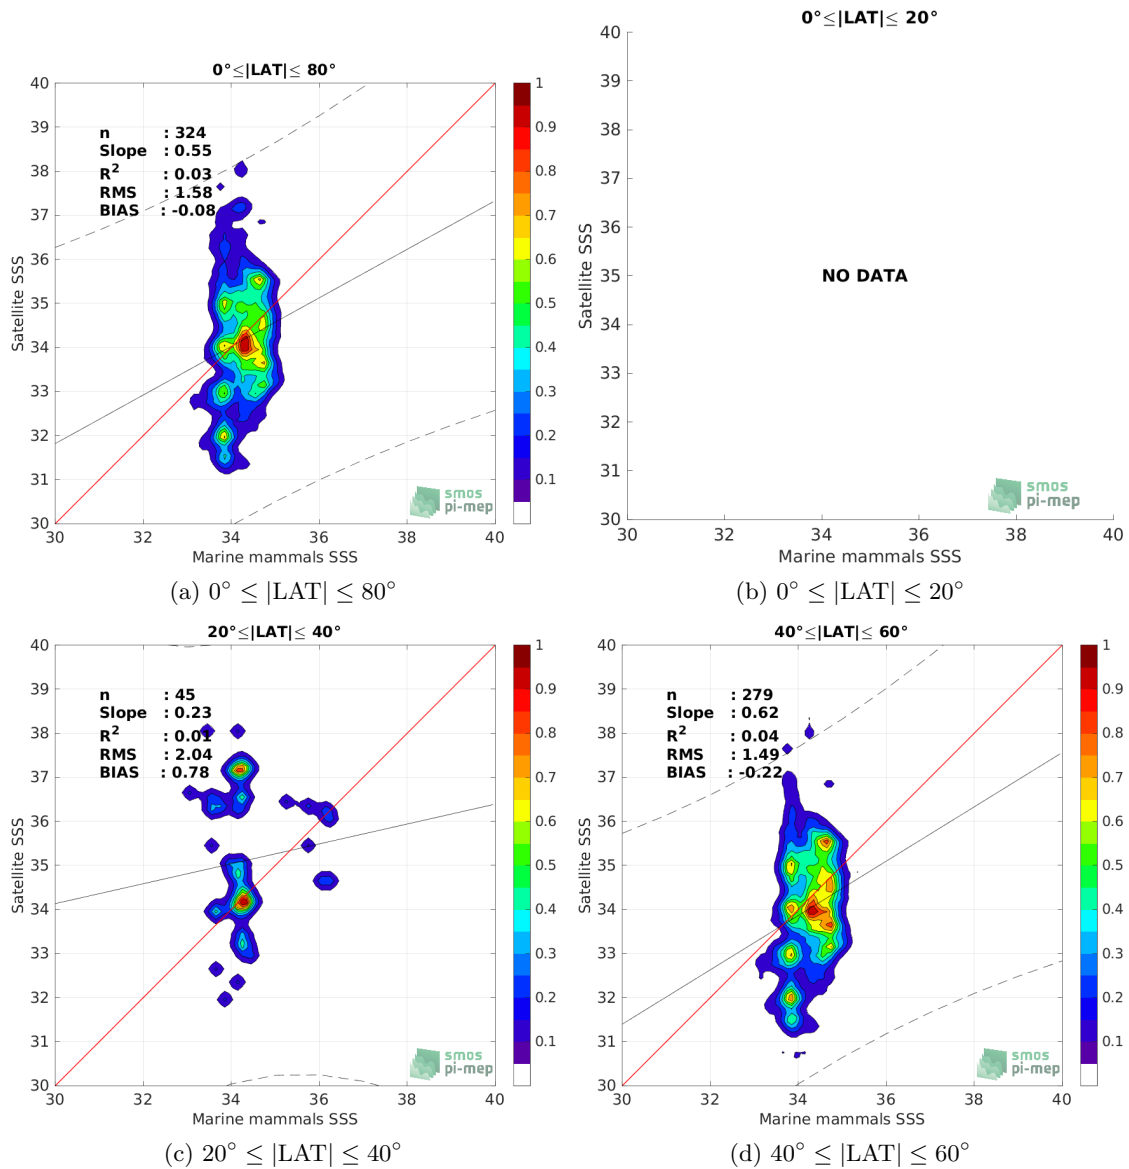 0°≤|LAT|≤ 80°
40
39
38
37
36
35
34
33
32
31
30
Satellite SSS
n : 324
Slope : 0.55
R² : 0.03
RMS : 1.58
BIAS : -0.08
1
0.9
0.8
0.7
0.6
0.5
0.4
0.3
0.2
0.1
smos
pi-mep
30 32 34 36 38 40
Marine mammals SSS
(a) 0° ≤ |LAT| ≤ 80°
0°≤|LAT|≤ 20°
40
39
38
37
36
35
34
33
32
31
30
Satellite SSS
NO DATA
smos
pi-mep
30 32 34 36 38 40
Marine mammals SSS
(b) 0° ≤ |LAT| ≤ 20°
20°≤|LAT|≤ 40°
40
39
38
37
36
35
34
33
32
31
30
Satellite SSS
n : 45
Slope : 0.23
R² : 0.01
RMS : 2.04
BIAS : 0.78
1
0.9
0.8
0.7
0.6
0.5
0.4
0.3
0.2
0.1
smos
pi-mep
30 32 34 36 38 40
Marine mammals SSS
(c) 20° ≤ |LAT| ≤ 40°
40°≤|LAT|≤ 60°
40
39
38
37
36
35
34
33
32
31
30
Satellite SSS
n : 279
Slope : 0.62
R² : 0.04
RMS : 1.49
BIAS : -0.22
1
0.9
0.8
0.7
0.6
0.5
0.4
0.3
0.2
0.1
smos
pi-mep
30 32 34 36 38 40
Marine mammals SSS
(d) 40° ≤ |LAT| ≤ 60°